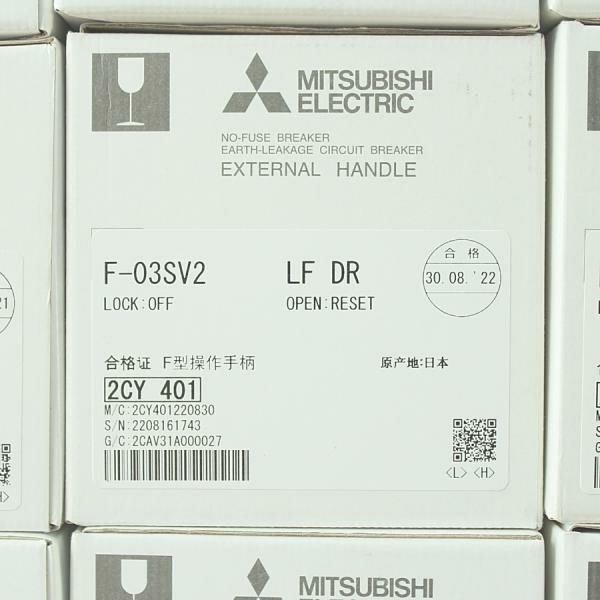 MITSUBISHI
ELECTRIC
NO-FUSE BREAKER
EARTH-LEAKAGE CIRCUIT BREAKER
EXTERNAL HANDLE
F-03SV2 LF DR
LOCK:OFF OPEN:RESET
合格
30.08.'22
合格证 F型操作手柄 原产地:日本
2CY 401
M/C:2CY401220830
S/N:2208161743
G/C:2CAV31A000027
<L> <H>
21
H>
MITSUBISHI
ELECTRIC